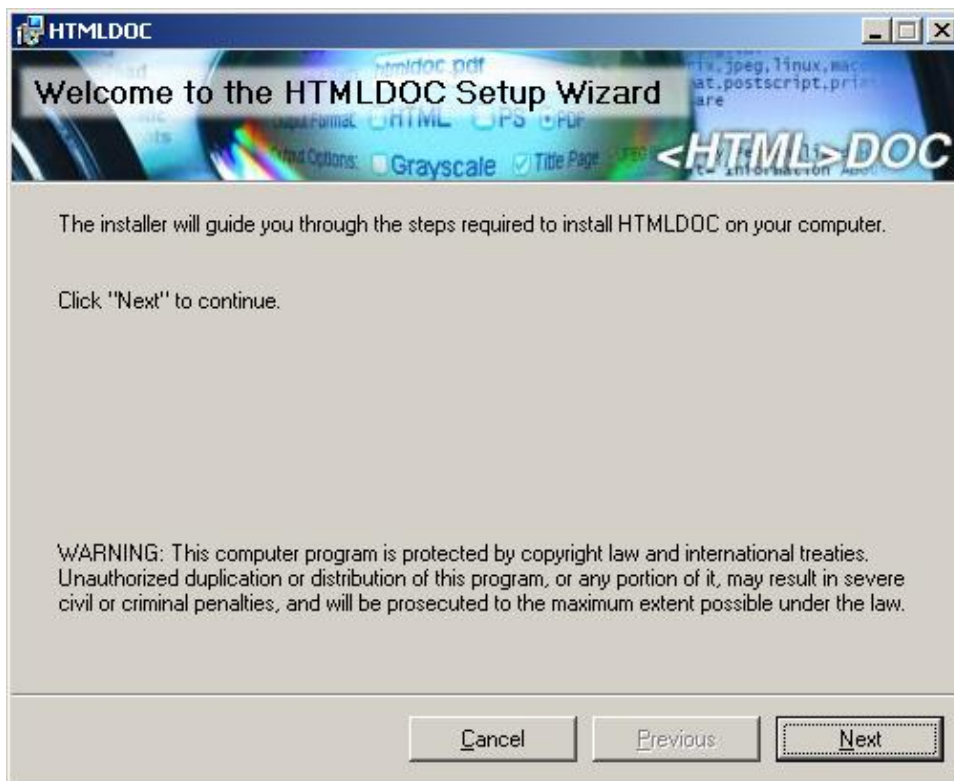 HTMLDOC
Welcome to the HTMLDOC Setup Wizard
htmldoc.pdf
Output Format: HTML PS PDF
Output Options: Grayscale Title Page
<HTML>DOC
The installer will guide you through the steps required to install HTMLDOC on your computer.
Click "Next" to continue.
WARNING: This computer program is protected by copyright law and international treaties.
Unauthorized duplication or distribution of this program, or any portion of it, may result in severe
civil or criminal penalties, and will be prosecuted to the maximum extent possible under the law.
Cancel Previous Next